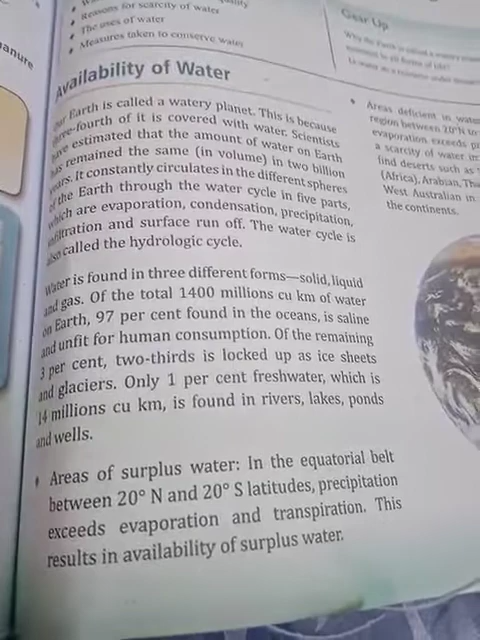 Reasons for scarcity of water
The uses of water
Measures taken to conserve water
Gear Up
anure
Availability of Water
Earth is called a watery planet. This is because
three-fourth of it is covered with water. Scientists
have estimated that the amount of water on Earth
has remained the same (in volume) in two billion
years. It constantly circulates in the different spheres
of the Earth through the water cycle in five parts,
which are evaporation, condensation, precipitation,
infiltration and surface run off. The water cycle is
also called the hydrologic cycle.
Water is found in three different forms—solid, liquid
and gas. Of the total 1400 millions cu km of water
on Earth, 97 per cent found in the oceans, is saline
and unfit for human consumption. Of the remaining
3 per cent, two-thirds is locked up as ice sheets
and glaciers. Only 1 per cent freshwater, which is
14 millions cu km, is found in rivers, lakes, ponds
and wells.
• Areas of surplus water: In the equatorial belt
between 20° N and 20° S latitudes, precipitation
exceeds evaporation and transpiration. This
results in availability of surplus water.
• Areas deficient in water
region between 20°N to
evaporation exceeds
a scarcity of water
find deserts such as
(Africa), Arabian,
West Australian in
the continents.